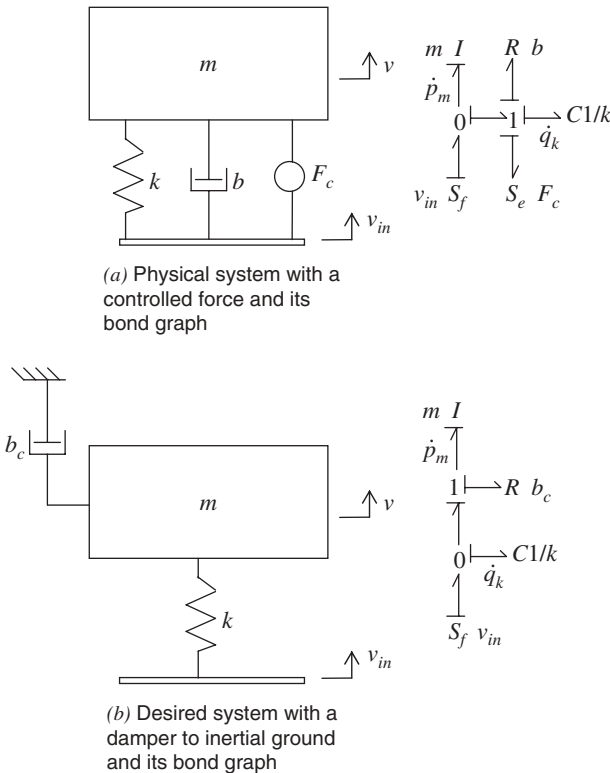 m
v
k
b
F_c
v_in
m I
R b
ṗ_m
0
1
C1/k
q̇_k
v_in S_f
S_e F_c
(a) Physical system with a
controlled force and its
bond graph
b_c
m
v
k
v_in
m I
ṗ_m
1
R b_c
0
C1/k
q̇_k
S_f v_in
(b) Desired system with a
damper to inertial ground
and its bond graph